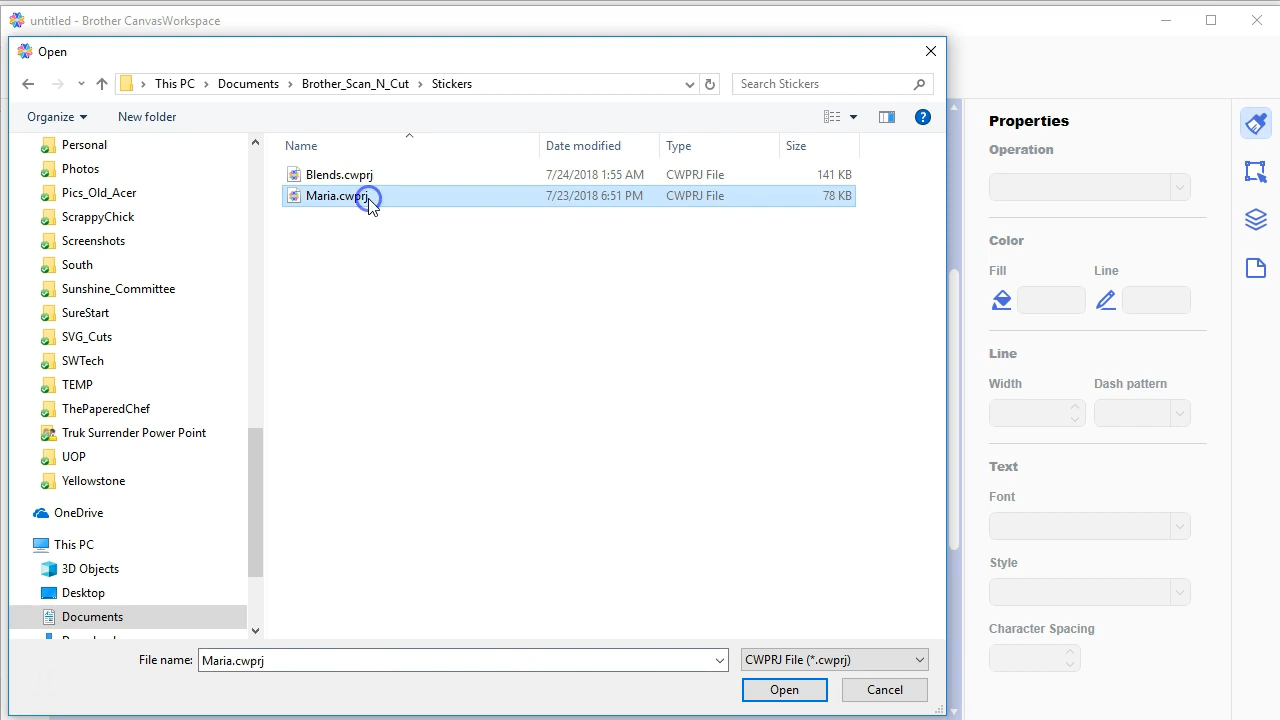 untitled - Brother CanvasWorkspace
Open
This PC > Documents > Brother_Scan_N_Cut > Stickers
Search Stickers
Organize
New folder
Name
Date modified
Type
Size
Blends.cwprj 7/24/2018 1:55 AM CWPRJ File 141 KB
Maria.cwprj 7/23/2018 6:51 PM CWPRJ File 78 KB
Personal
Photos
Pics_Old_Acer
ScrappyChick
Screenshots
South
Sunshine_Committee
SureStart
SVG_Cuts
SWTech
TEMP
ThePaperedChef
Truk Surrender Power Point
UOP
Yellowstone
OneDrive
This PC
3D Objects
Desktop
Documents
File name: Maria.cwprj
CWPRJ File (*.cwprj)
Open
Cancel
Properties
Operation
Color
Fill
Line
Line
Width
Dash pattern
Text
Font
Style
Character Spacing